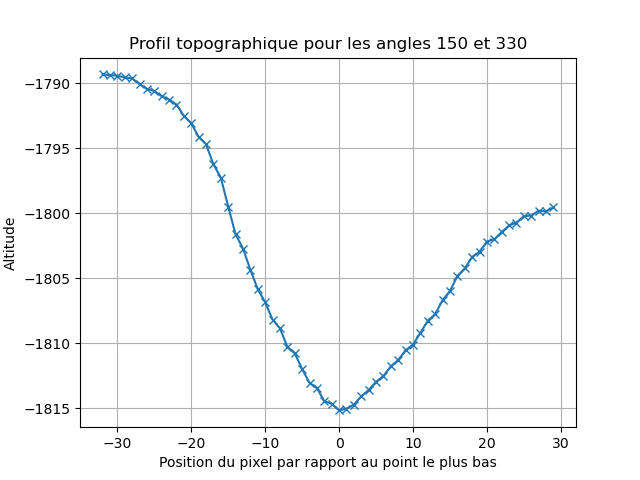 Profil topographique pour les angles 150 et 330
Altitude
−1790
−1795
−1800
−1805
−1810
−1815
−30 −20 −10 0 10 20 30
Position du pixel par rapport au point le plus bas